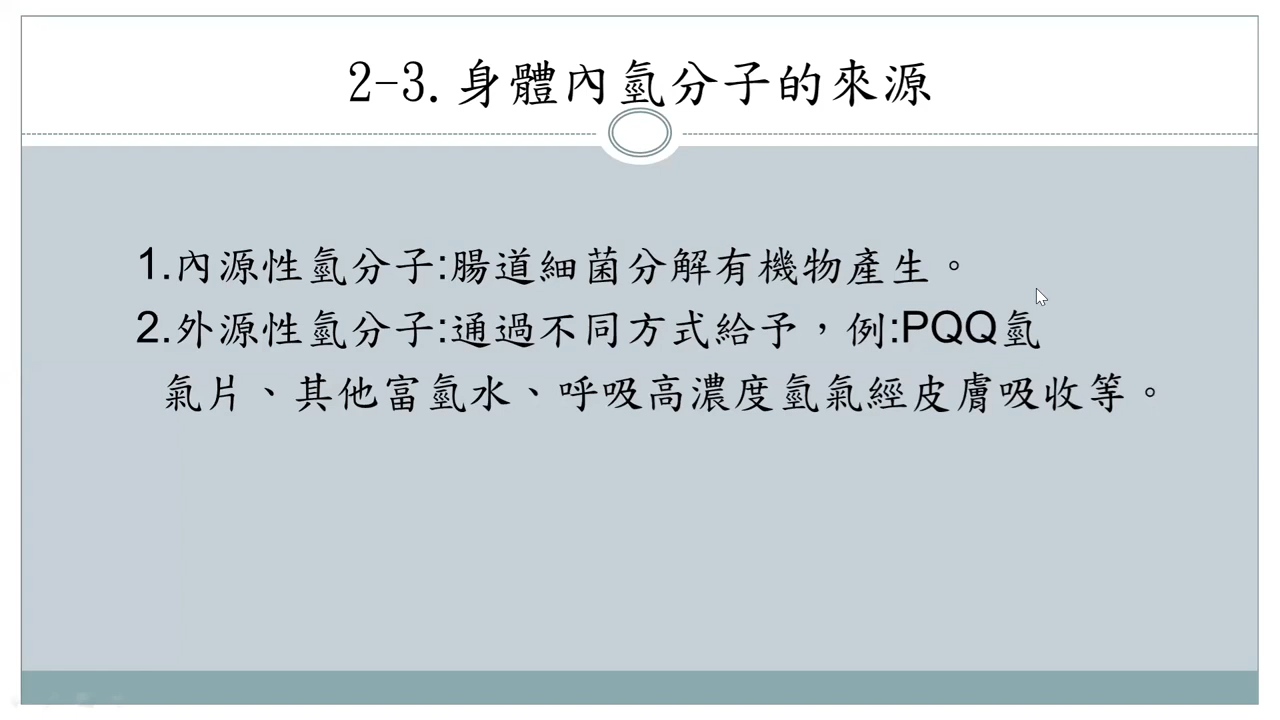 2-3.身體內氫分子的來源
1.內源性氫分子:腸道細菌分解有機物產生。
2.外源性氫分子:通過不同方式給予，例:PQQ氫
氣片、其他富氫水、呼吸高濃度氫氣經皮膚吸收等。